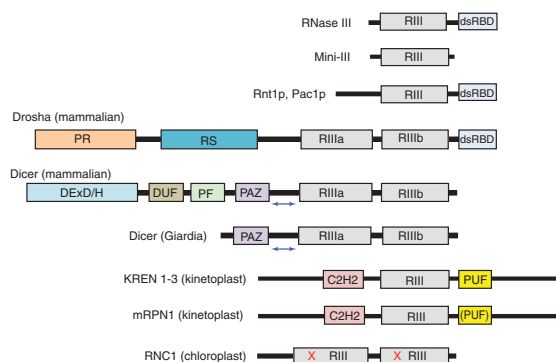 RNase III RIII dsRBD
Mini-III RIII
Rnt1p, Pac1p RIII dsRBD
Drosha (mammalian)
PR RS RIIIa RIIIb dsRBD
Dicer (mammalian)
DExD/H DUF PF PAZ RIIIa RIIIb
Dicer (Giardia) PAZ RIIIa RIIIb
KREN 1-3 (kinetoplast) C2H2 RIII PUF
mRPN1 (kinetoplast) C2H2 RIII (PUF)
RNC1 (chloroplast) X RIII X RIII